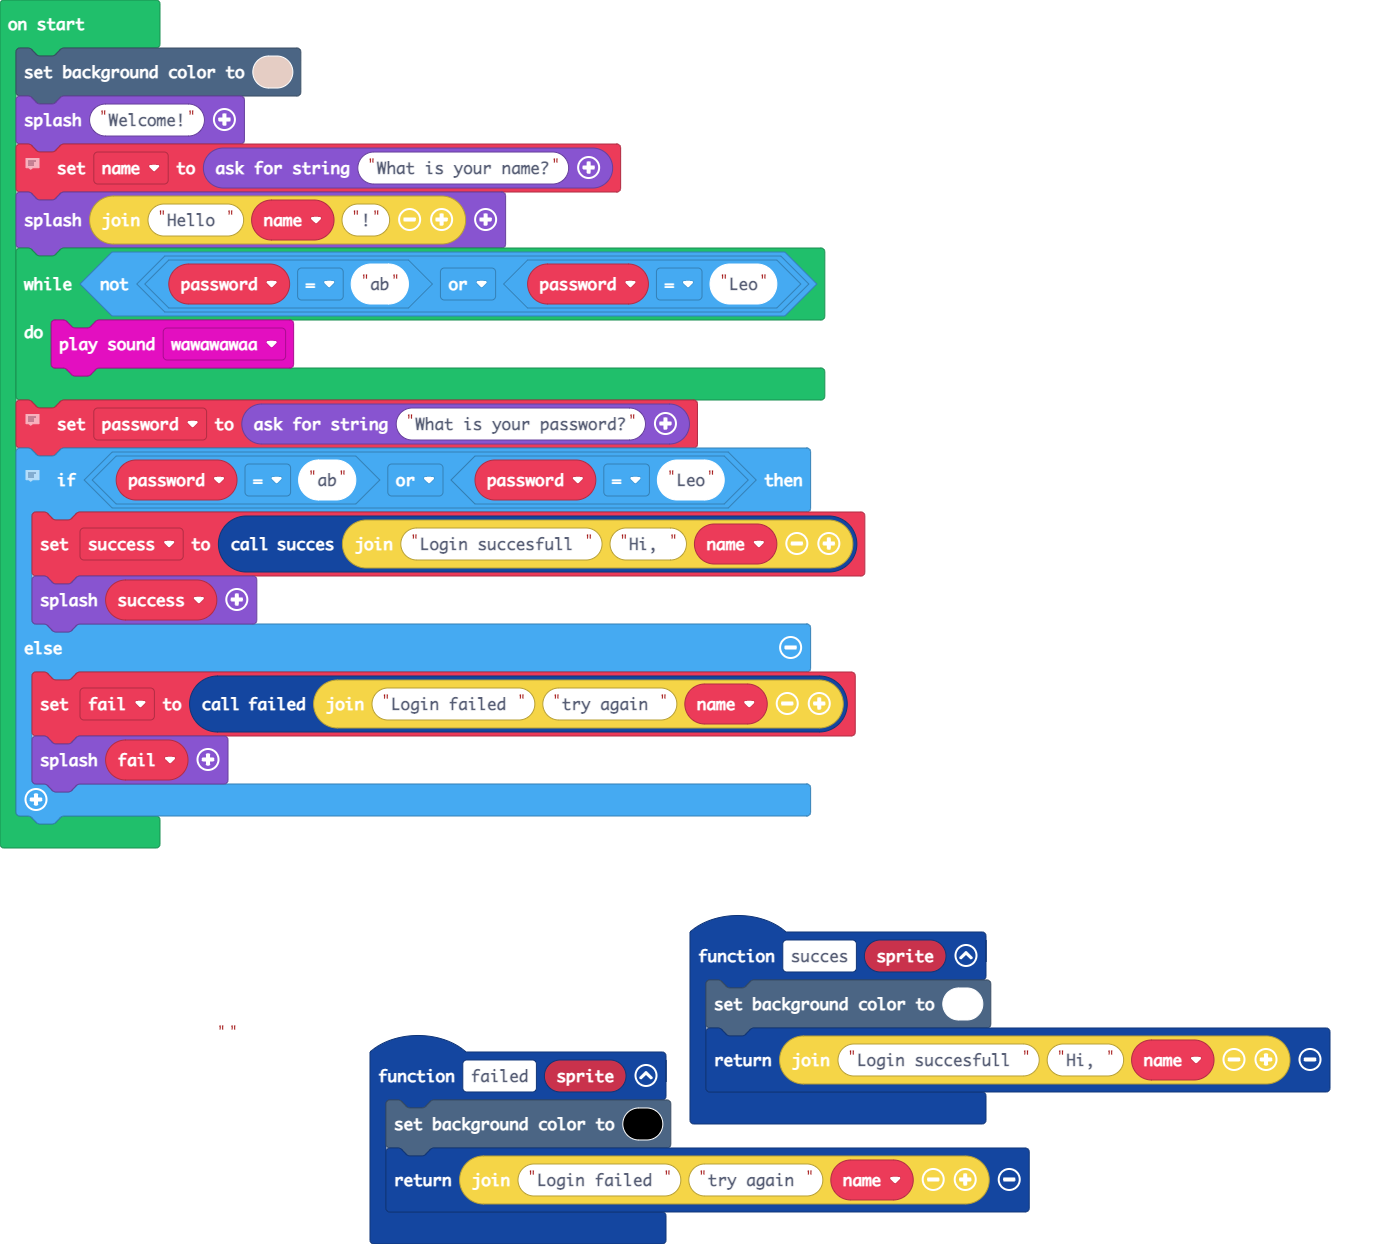 on start
set background color to
splash "Welcome!"
set name to ask for string "What is your name?"
splash join "Hello " name "!"
while not password = "ab" or password = "Leo"
do play sound wawawawaa
set password to ask for string "What is your password?"
if password = "ab" or password = "Leo" then
set success to call succes join "Login succesfull " "Hi, " name
splash success
else
set fail to call failed join "Login failed " "try again " name
splash fail
function succes sprite
set background color to
return join "Login succesfull " "Hi, " name
" "
function failed sprite
set background color to
return join "Login failed " "try again " name